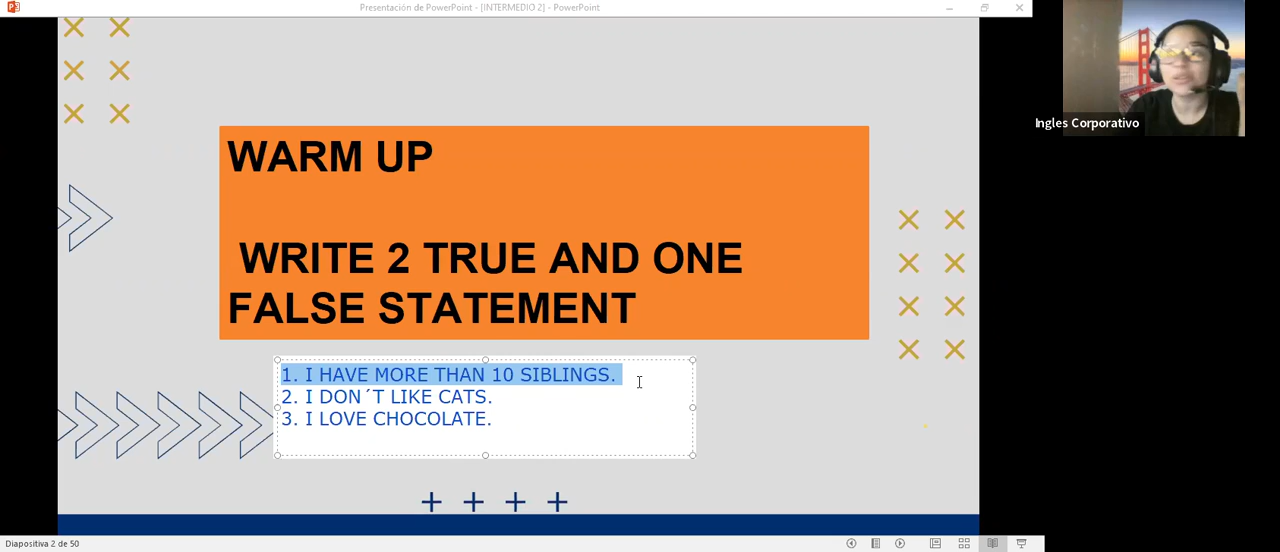 Presentación de PowerPoint - [INTERMEDIO 2] - PowerPoint
Ingles Corporativo
WARM UP
WRITE 2 TRUE AND ONE
FALSE STATEMENT
1. I HAVE MORE THAN 10 SIBLINGS.
2. I DON´T LIKE CATS.
3. I LOVE CHOCOLATE.
Diapositiva 2 de 50